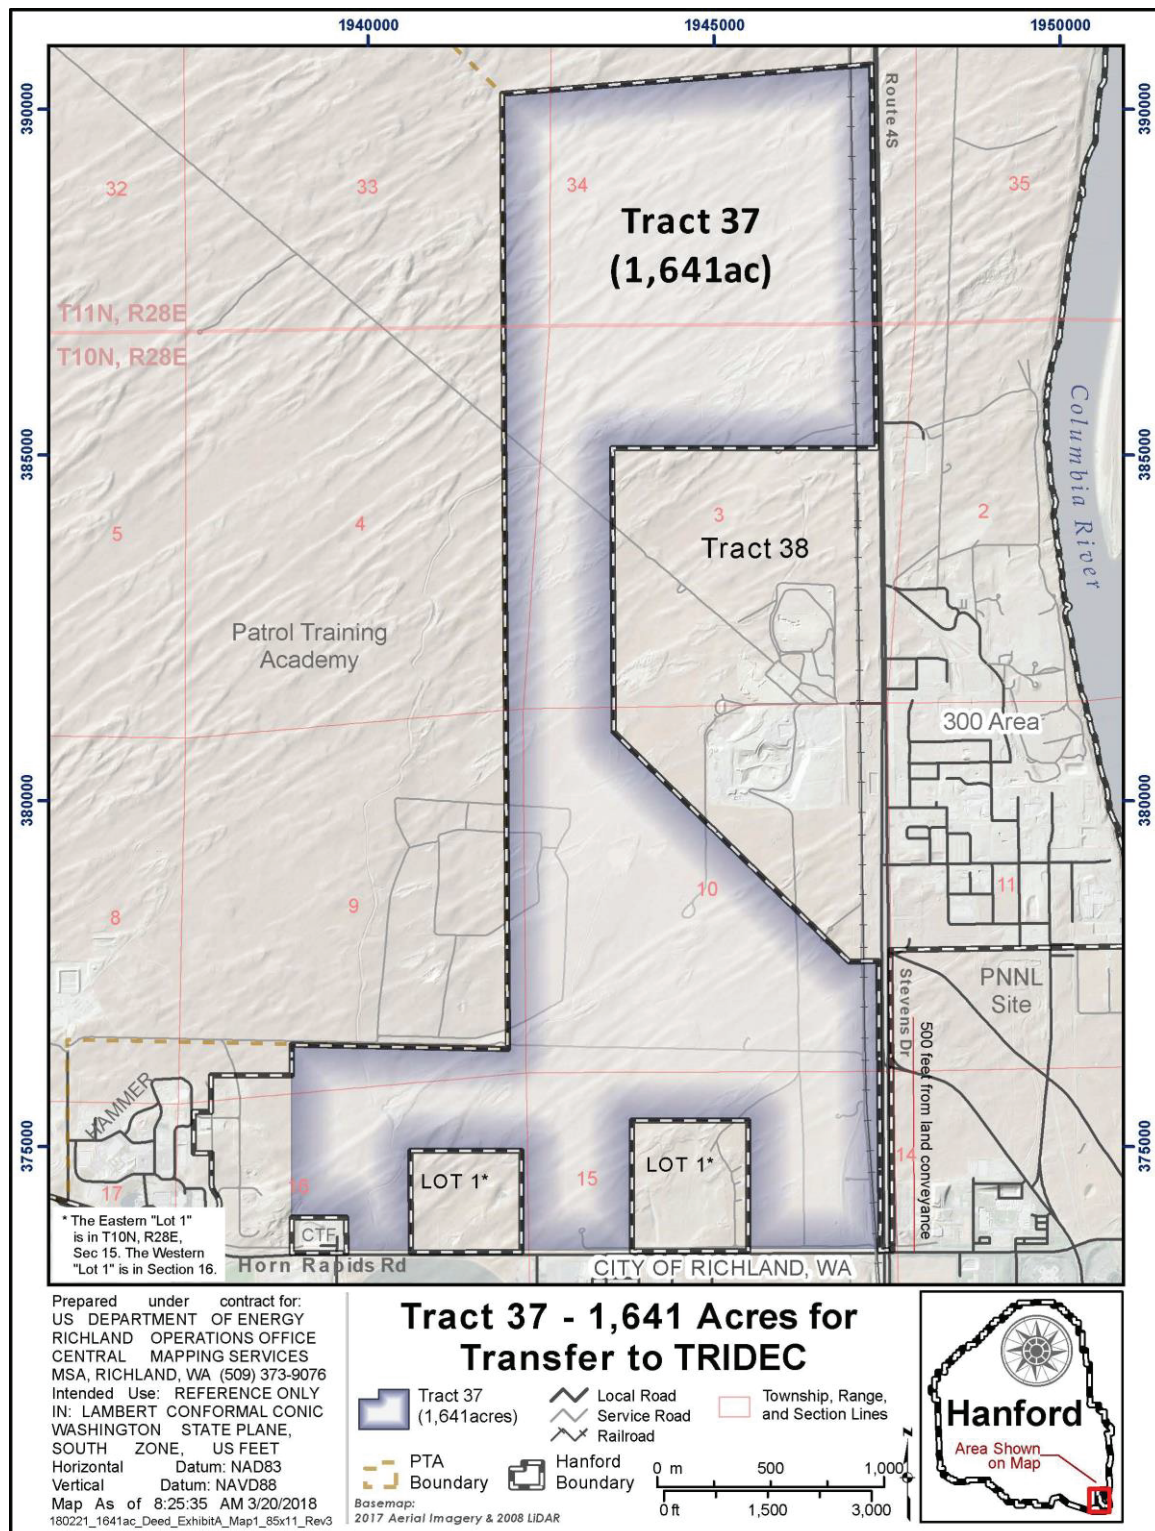 1940000
1945000
1950000
390000
390000
Route 4S
32
33
34
35
Tract 37
(1,641ac)
T11N, R28E
T10N, R28E
Columbia River
385000
385000
5
4
3
2
Tract 38
Patrol Training
Academy
300 Area
380000
380000
8
9
10
11
Stevens Dr
PNNL
Site
500 feet from land conveyance
HAMMER
375000
375000
17
16
LOT 1*
15
LOT 1*
14
CTF
* The Eastern "Lot 1"
is in T10N, R28E,
Sec 15. The Western
"Lot 1" is in Section 16.
Horn Rapids Rd
CITY OF RICHLAND, WA
Prepared under contract for:
US DEPARTMENT OF ENERGY
RICHLAND OPERATIONS OFFICE
CENTRAL MAPPING SERVICES
MSA, RICHLAND, WA (509) 373-9076
Intended Use: REFERENCE ONLY
IN: LAMBERT CONFORMAL CONIC
WASHINGTON STATE PLANE,
SOUTH ZONE, US FEET
Horizontal Datum: NAD83
Vertical Datum: NAVD88
Map As of 8:25:35 AM 3/20/2018
180221_1641ac_Deed_ExhibitA_Map1_85x11_Rev3
Tract 37 - 1,641 Acres for
Transfer to TRIDEC
Tract 37
(1,641acres)
Local Road
Service Road
Railroad
Township, Range,
and Section Lines
PTA
Boundary
Hanford
Boundary
0 m 500 1,000
0 ft 1,500 3,000
Z
Basemap:
2017 Aerial Imagery & 2008 LiDAR
Hanford
Area Shown
on Map